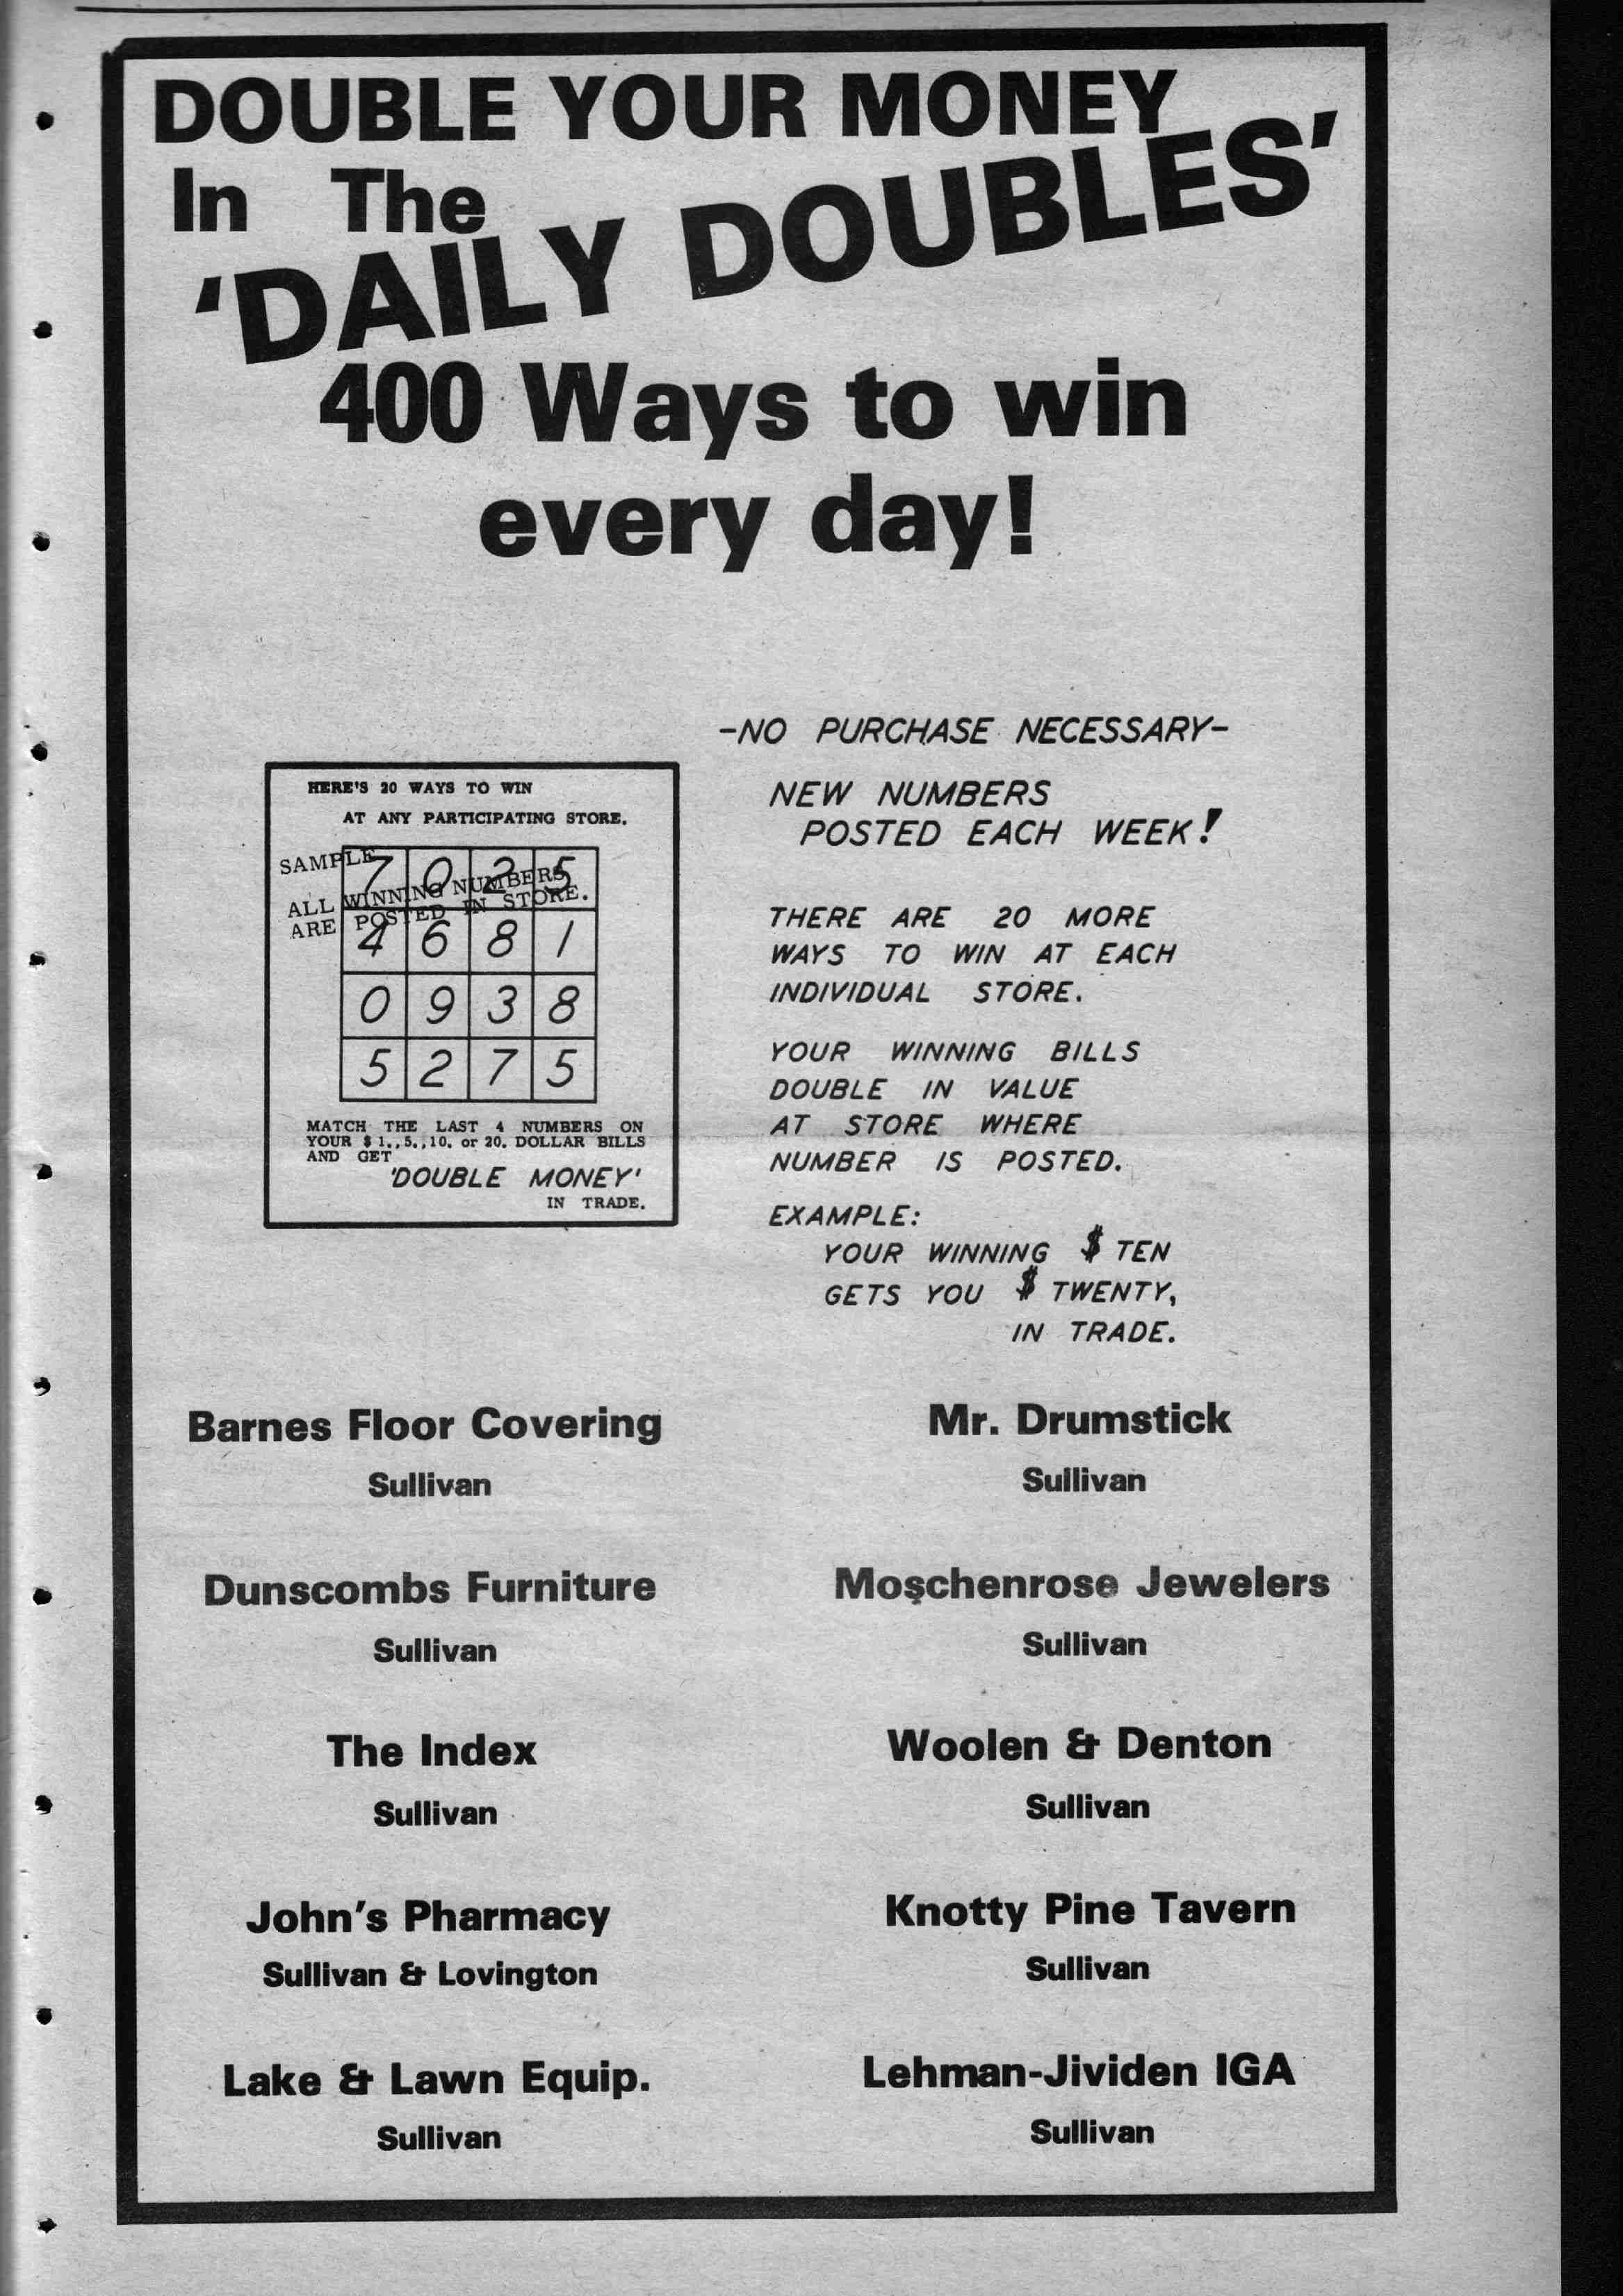 DOUBLE YOUR MONEY
In The
'DAILY DOUBLES'
400 Ways to win
every day!
HERE'S 20 WAYS TO WIN
AT ANY PARTICIPATING STORE.
SAMPLE
ALL WINNING NUMBERS
ARE POSTED IN STORE.
7 0 2 5
4 6 8 1
0 9 3 8
5 2 7 5
MATCH THE LAST 4 NUMBERS ON
YOUR $ 1.,5.,10. or 20. DOLLAR BILLS
AND GET
'DOUBLE MONEY'
IN TRADE.
-NO PURCHASE NECESSARY-
NEW NUMBERS
POSTED EACH WEEK!
THERE ARE 20 MORE
WAYS TO WIN AT EACH
INDIVIDUAL STORE.
YOUR WINNING BILLS
DOUBLE IN VALUE
AT STORE WHERE
NUMBER IS POSTED.
EXAMPLE:
YOUR WINNING $ TEN
GETS YOU $ TWENTY,
IN TRADE.
Barnes Floor Covering
Sullivan
Dunscombs Furniture
Sullivan
The Index
Sullivan
John's Pharmacy
Sullivan & Lovington
Lake & Lawn Equip.
Sullivan
Mr. Drumstick
Sullivan
Moschenrose Jewelers
Sullivan
Woolen & Denton
Sullivan
Knotty Pine Tavern
Sullivan
Lehman-Jividen IGA
Sullivan